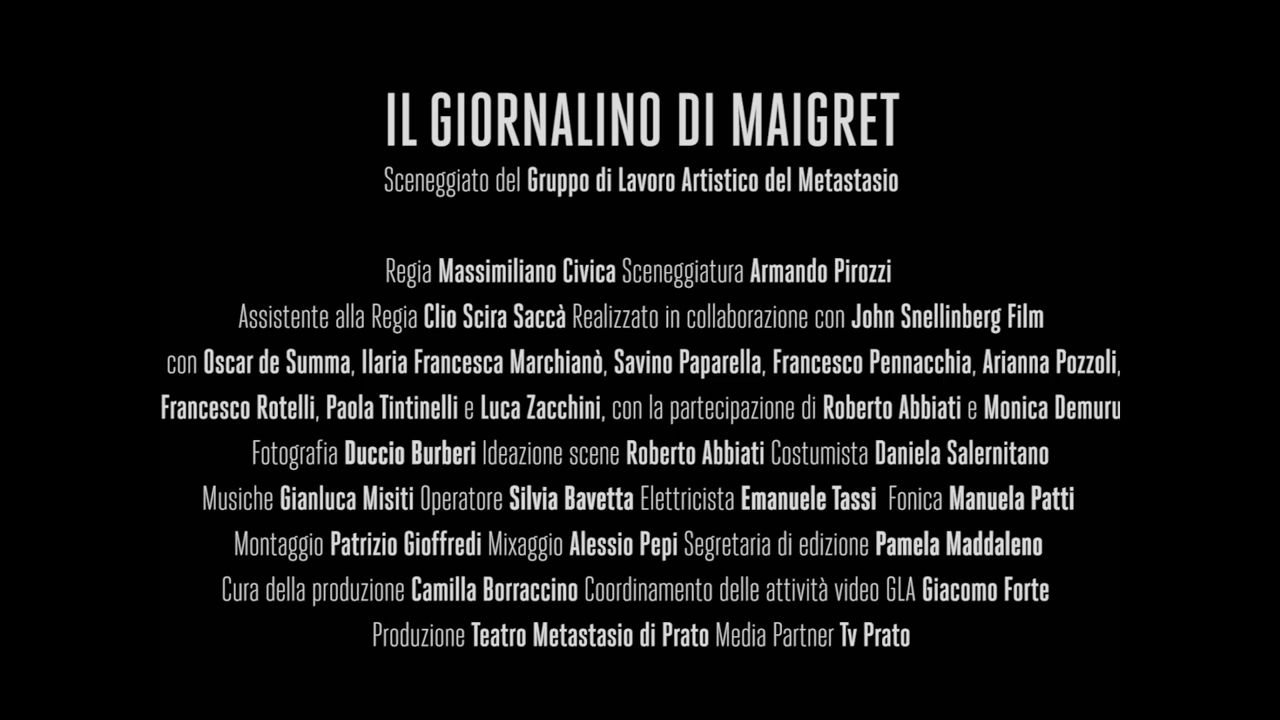 IL GIORNALINO DI MAIGRET
Sceneggiato del Gruppo di Lavoro Artistico del Metastasio
Regia Massimiliano Civica Sceneggiatura Armando Pirozzi
Assistente alla Regia Clio Scira Saccà Realizzato in collaborazione con John Snellinberg Film
con Oscar de Summa, Ilaria Francesca Marchianò, Savino Paparella, Francesco Pennacchia, Arianna Pozzoli,
Francesco Rotelli, Paola Tintinelli e Luca Zacchini, con la partecipazione di Roberto Abbiati e Monica Demuru
Fotografia Duccio Burberi Ideazione scene Roberto Abbiati Costumista Daniela Salernitano
Musiche Gianluca Misiti Operatore Silvia Bavetta Elettricista Emanuele Tassi Fonica Manuela Patti
Montaggio Patrizio Gioffredi Mixaggio Alessio Pepi Segretaria di edizione Pamela Maddaleno
Cura della produzione Camilla Borraccino Coordinamento delle attività video GLA Giacomo Forte
Produzione Teatro Metastasio di Prato Media Partner Tv Prato